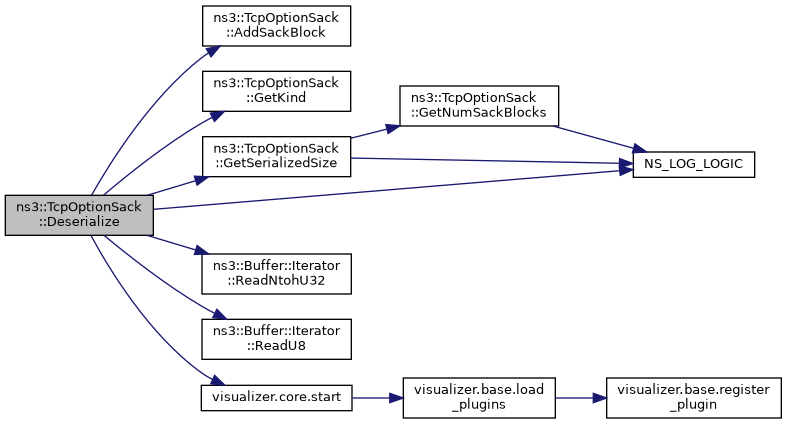 ns3::TcpOptionSack
::AddSackBlock
ns3::TcpOptionSack
::GetKind
ns3::TcpOptionSack
::GetNumSackBlocks
ns3::TcpOptionSack
::GetSerializedSize
NS_LOG_LOGIC
ns3::TcpOptionSack
::Deserialize
ns3::Buffer::Iterator
::ReadNtohU32
ns3::Buffer::Iterator
::ReadU8
visualizer.core.start
visualizer.base.load
_plugins
visualizer.base.register
_plugin